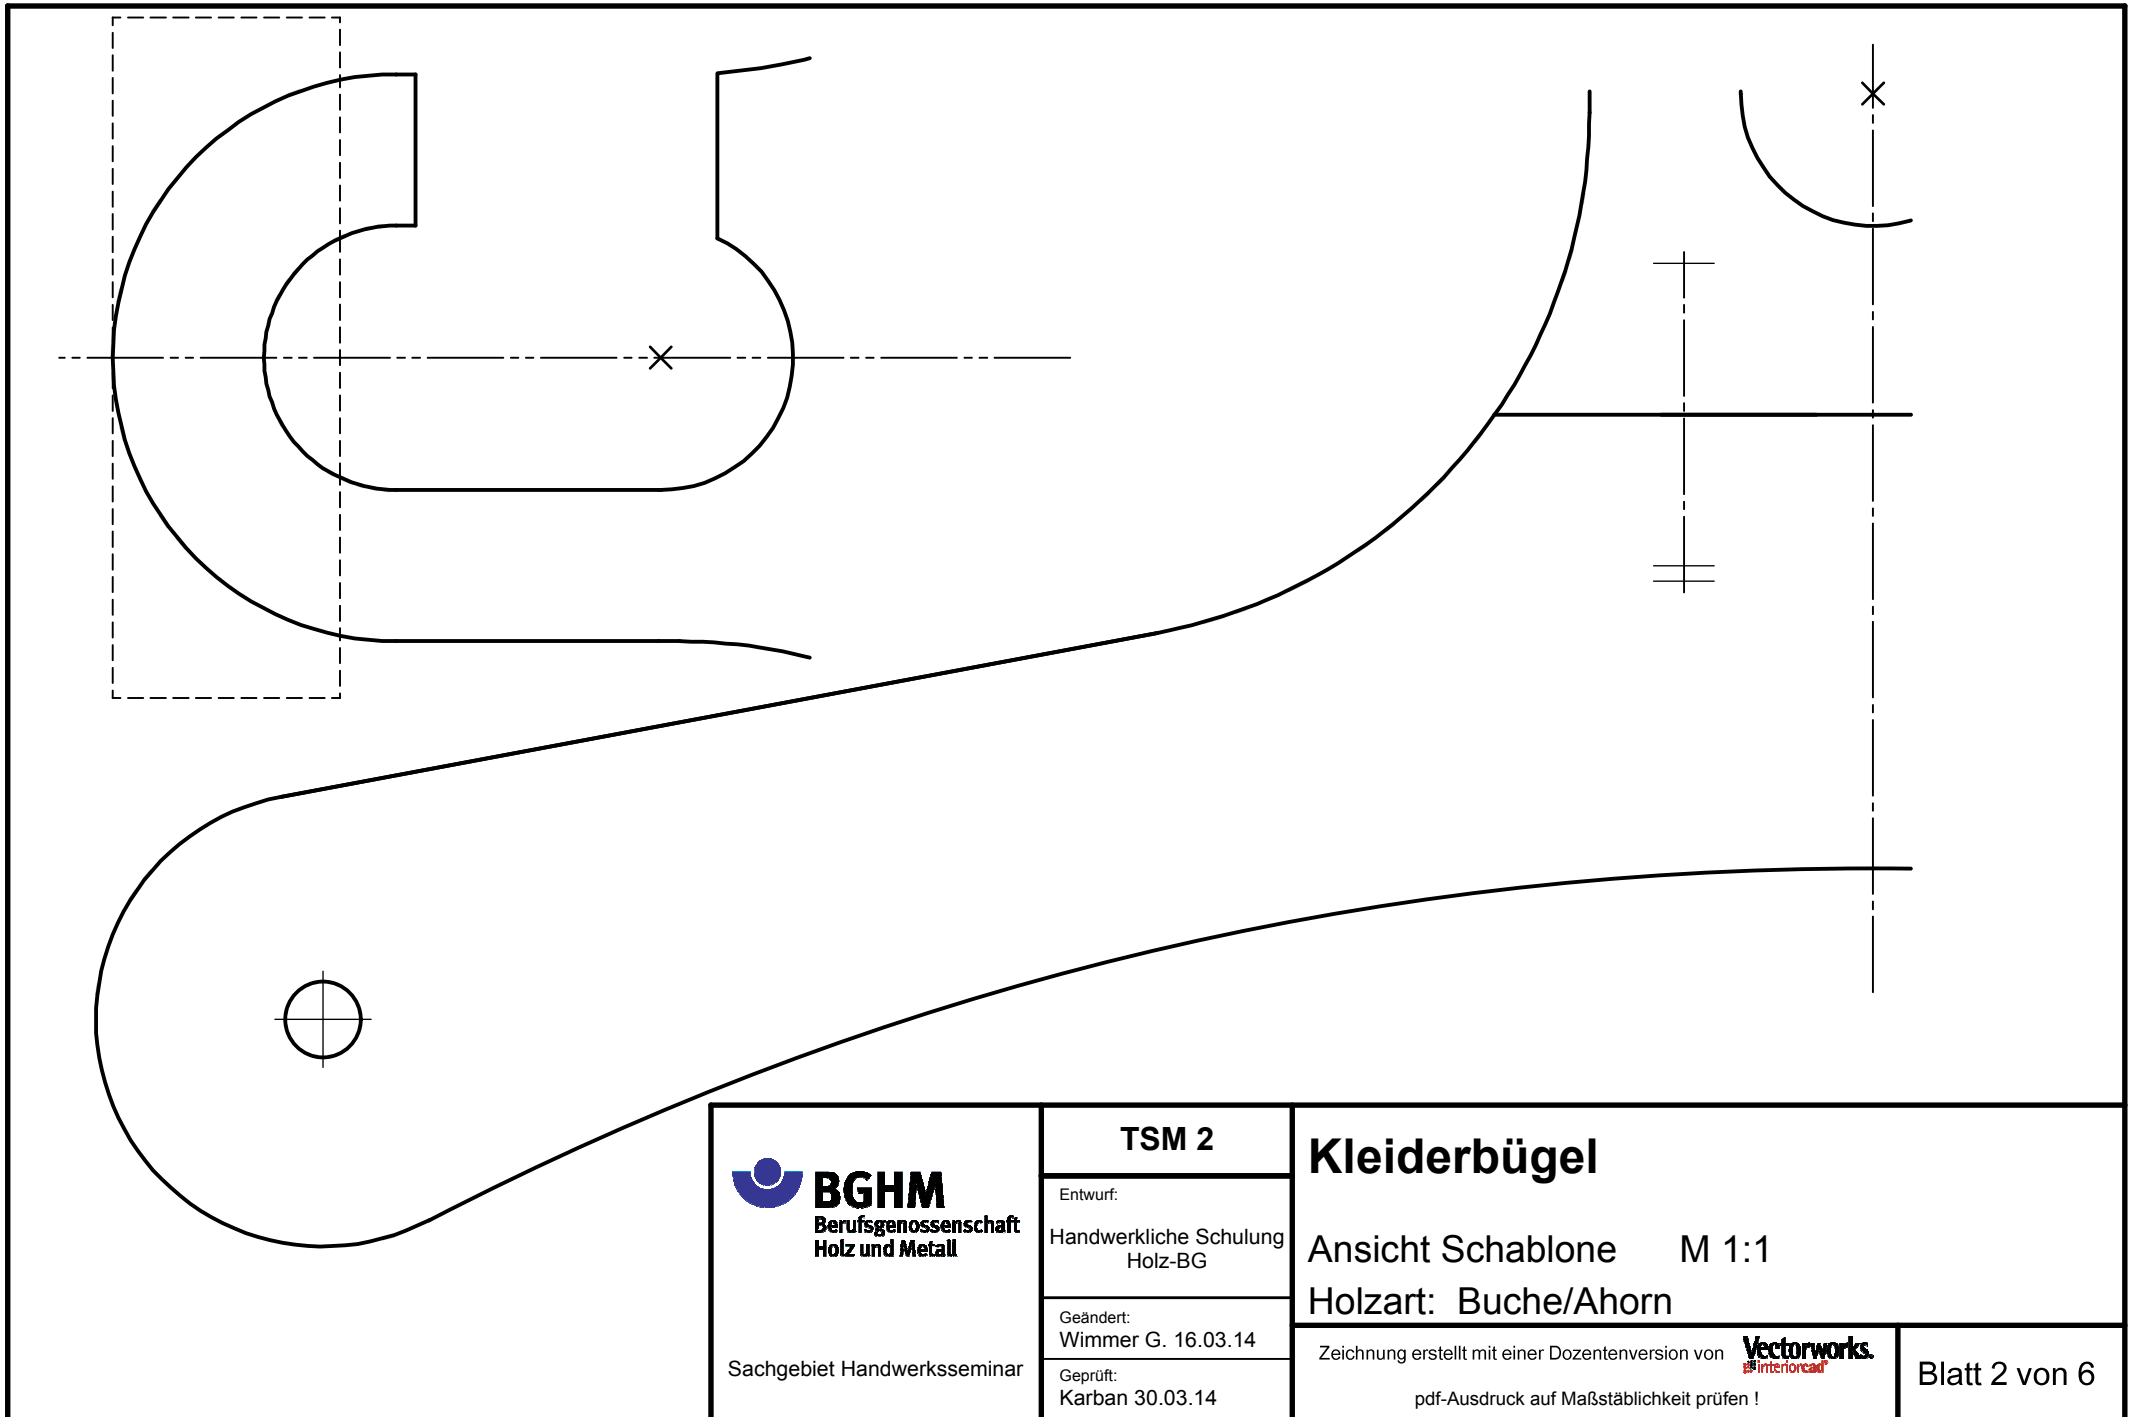 BGHM
Berufsgenossenschaft
Holz und Metall
Sachgebiet Handwerksseminar
TSM 2
Entwurf:
Handwerkliche Schulung
Holz-BG
Geändert:
Wimmer G. 16.03.14
Geprüft:
Karban 30.03.14
Kleiderbügel
Ansicht Schablone M 1:1
Holzart: Buche/Ahorn
Zeichnung erstellt mit einer Dozentenversion von
Vectorworks.
interiorcad
pdf-Ausdruck auf Maßstäblichkeit prüfen !
Blatt 2 von 6